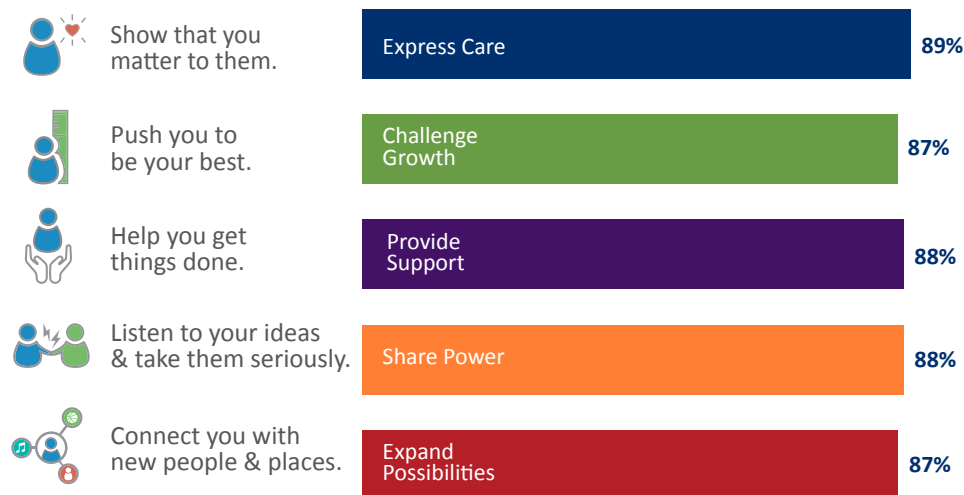 Show that you
matter to them.
Express Care
89%
Push you to
be your best.
Challenge
Growth
87%
Help you get
things done.
Provide
Support
88%
Listen to your ideas
& take them seriously.
Share Power
88%
Connect you with
new people & places.
Expand
Possibilities
87%